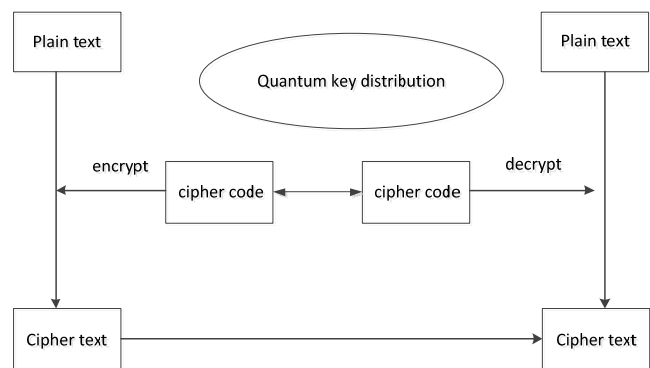 Plain text
Plain text
Quantum key distribution
encrypt
decrypt
cipher code
cipher code
Cipher text
Cipher text